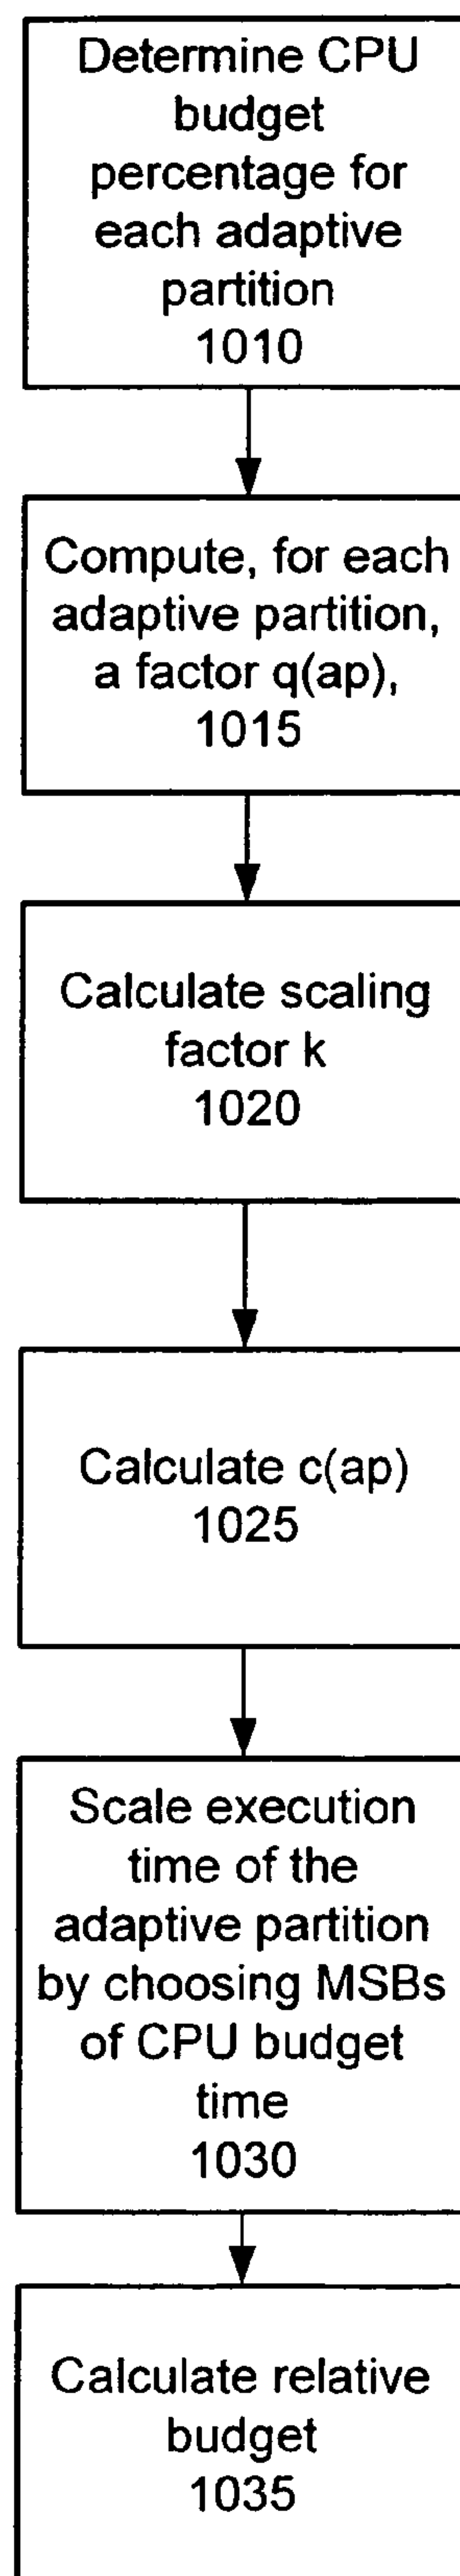 Determine CPU
budget
percentage for
each adaptive
partition
1010
Compute, for each
adaptive partition,
a factor q(ap),
1015
Calculate scaling
factor k
1020
Calculate c(ap)
1025
Scale execution
time of the
adaptive partition
by choosing MSBs
of CPU budget
time
1030
Calculate relative
budget
1035